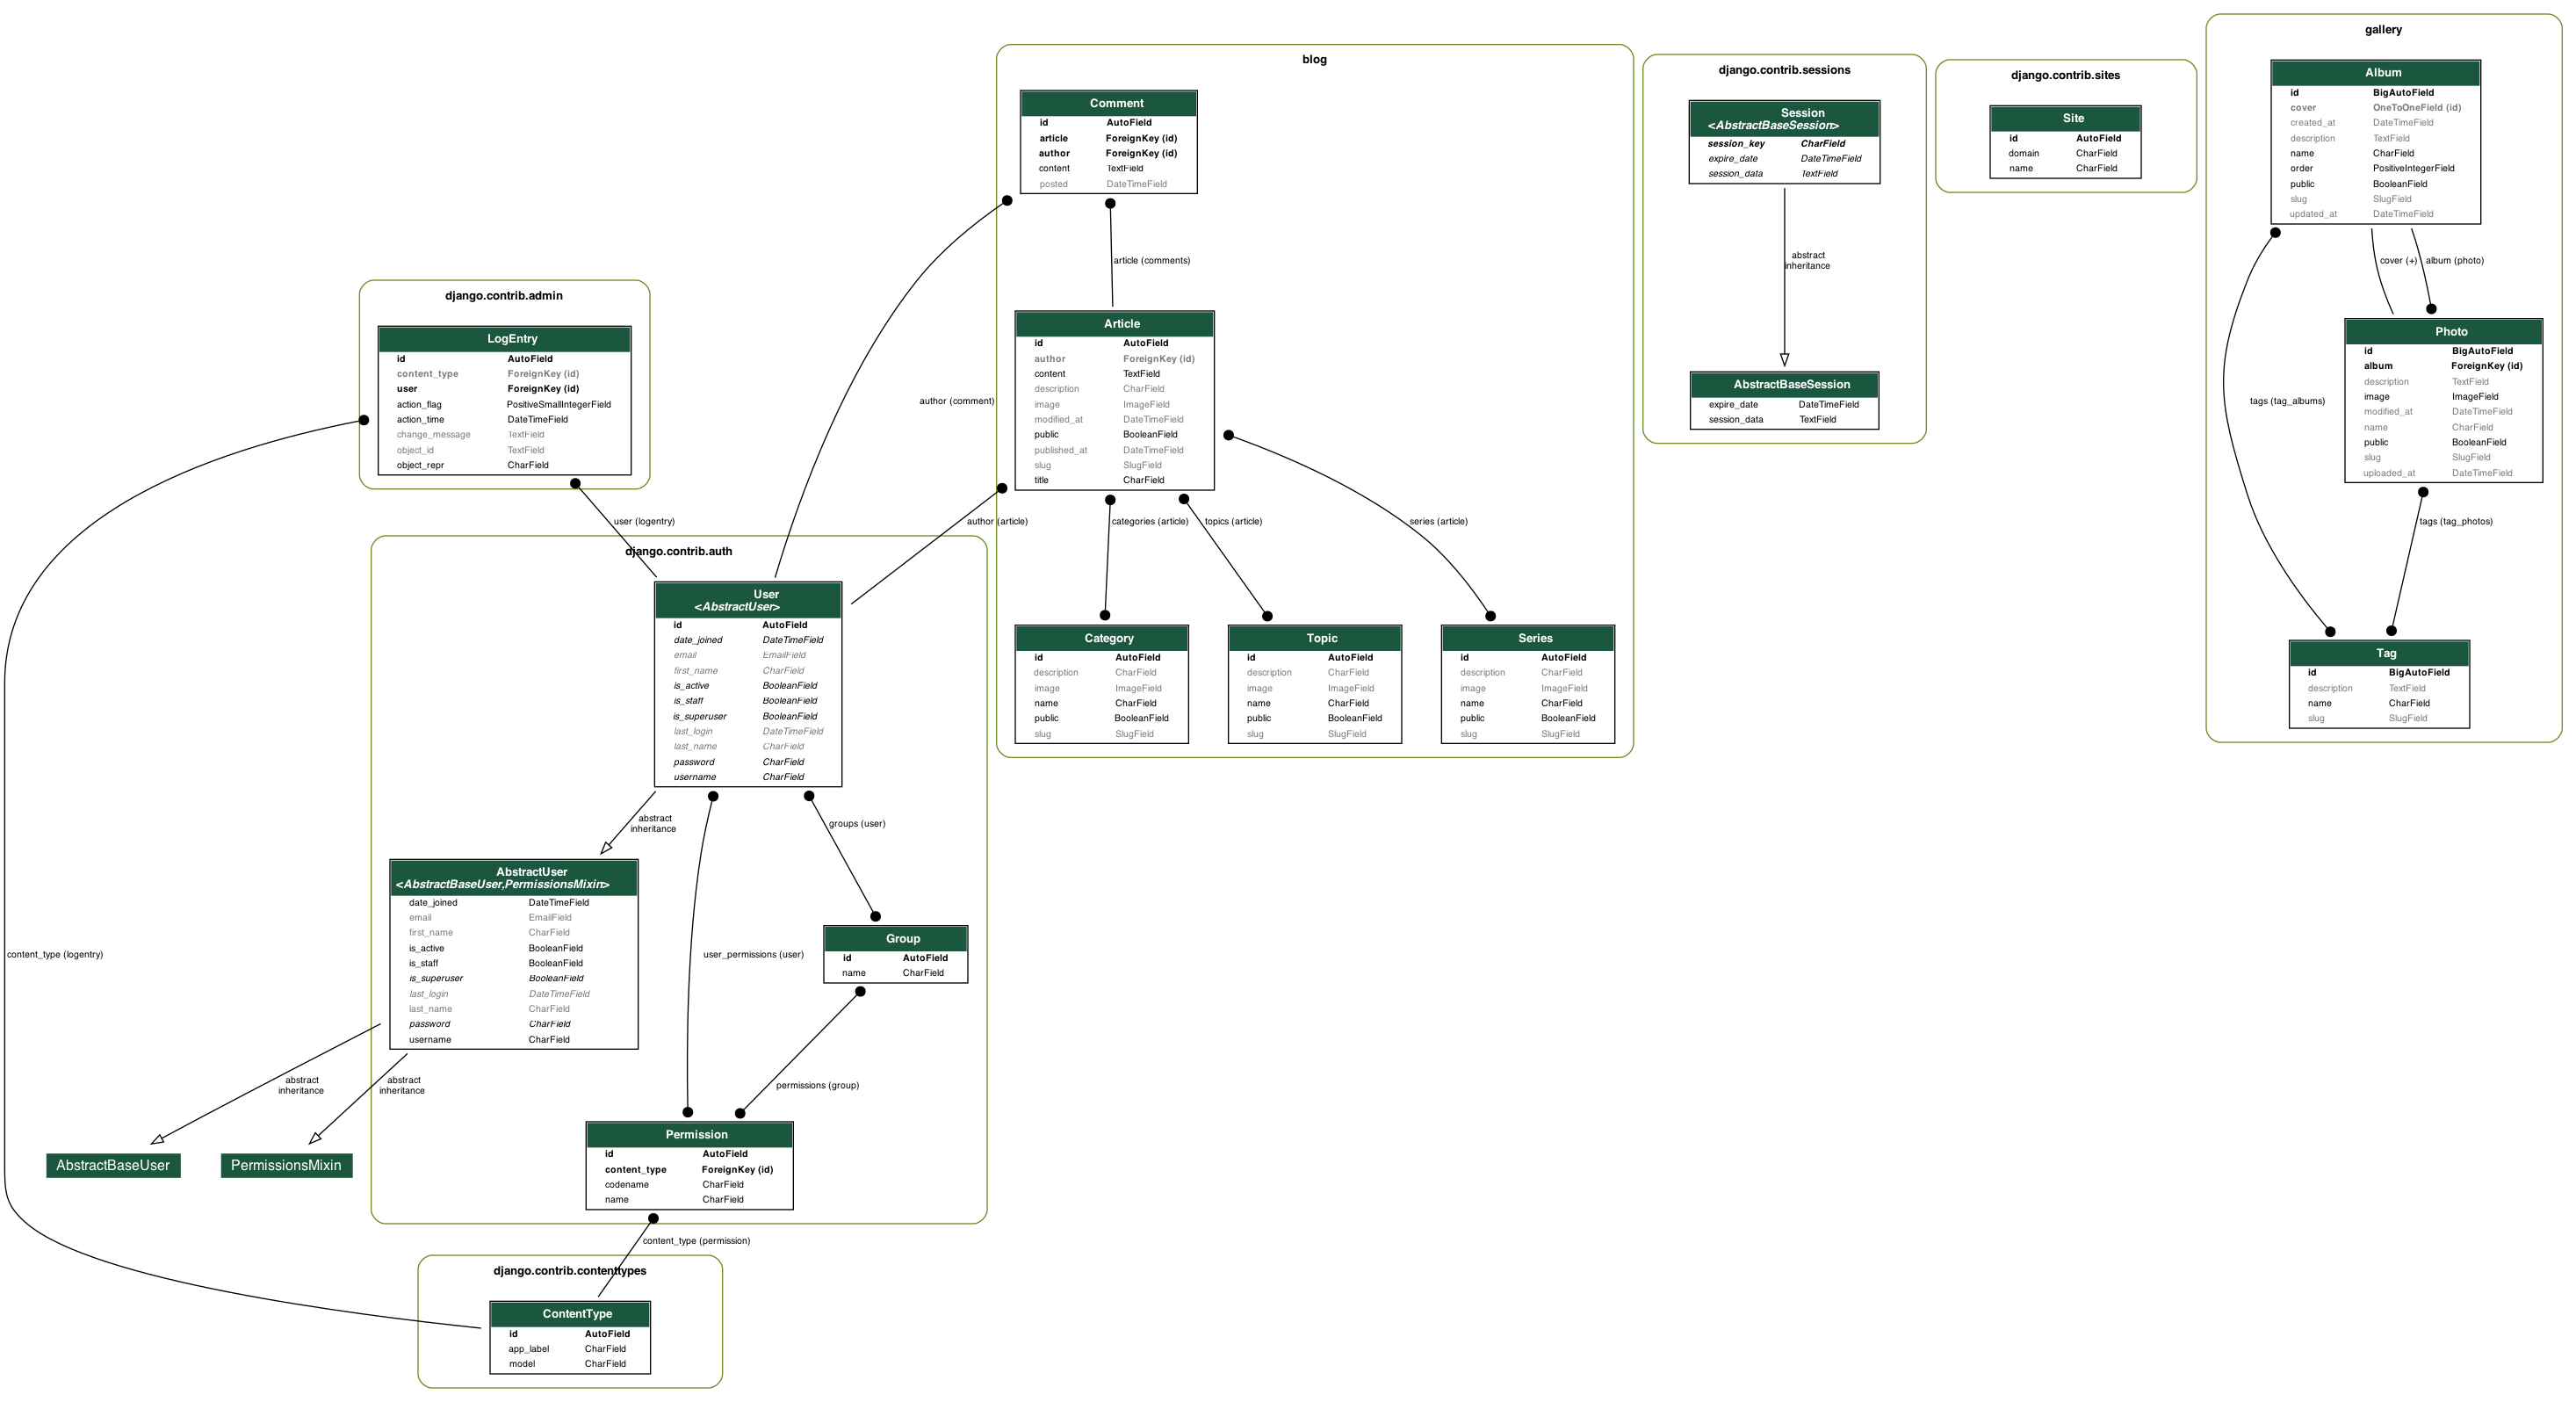 blog
Comment
id AutoField
article ForeignKey (id)
author ForeignKey (id)
content TextField
posted DateTimeField
article (comments)
author (comment)
Article
id AutoField
author ForeignKey (id)
content TextField
description CharField
image ImageField
modified_at DateTimeField
public BooleanField
published_at DateTimeField
slug SlugField
title CharField
author (article)
categories (article)
topics (article)
series (article)
Category
id AutoField
description CharField
image ImageField
name CharField
public BooleanField
slug SlugField
Topic
id AutoField
description CharField
image ImageField
name CharField
public BooleanField
slug SlugField
Series
id AutoField
description CharField
image ImageField
name CharField
public BooleanField
slug SlugField
django.contrib.sessions
Session
<AbstractBaseSession>
session_key CharField
expire_date DateTimeField
session_data TextField
abstract
inheritance
AbstractBaseSession
expire_date DateTimeField
session_data TextField
django.contrib.sites
Site
id AutoField
domain CharField
name CharField
gallery
Album
id BigAutoField
cover OneToOneField (id)
created_at DateTimeField
description TextField
name CharField
order PositiveIntegerField
public BooleanField
slug SlugField
updated_at DateTimeField
cover (+)
album (photo)
tags (tag_albums)
Photo
id BigAutoField
album ForeignKey (id)
description TextField
image ImageField
modified_at DateTimeField
name CharField
public BooleanField
slug SlugField
uploaded_at DateTimeField
tags (tag_photos)
Tag
id BigAutoField
description TextField
name CharField
slug SlugField
django.contrib.admin
LogEntry
id AutoField
content_type ForeignKey (id)
user ForeignKey (id)
action_flag PositiveSmallIntegerField
action_time DateTimeField
change_message TextField
object_id TextField
object_repr CharField
user (logentry)
content_type (logentry)
django.contrib.auth
User
<AbstractUser>
id AutoField
date_joined DateTimeField
email EmailField
first_name CharField
is_active BooleanField
is_staff BooleanField
is_superuser BooleanField
last_login DateTimeField
last_name CharField
password CharField
username CharField
abstract
inheritance
groups (user)
user_permissions (user)
AbstractUser
<AbstractBaseUser,PermissionsMixin>
date_joined DateTimeField
email EmailField
first_name CharField
is_active BooleanField
is_staff BooleanField
is_superuser BooleanField
last_login DateTimeField
last_name CharField
password CharField
username CharField
Group
id AutoField
name CharField
permissions (group)
abstract
inheritance
abstract
inheritance
AbstractBaseUser
PermissionsMixin
Permission
id AutoField
content_type ForeignKey (id)
codename CharField
name CharField
content_type (permission)
django.contrib.contenttypes
ContentType
id AutoField
app_label CharField
model CharField